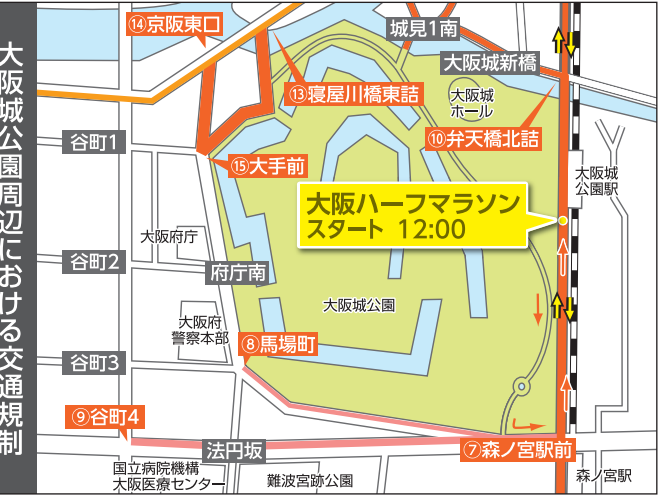 大阪城公園周辺における交通規制
⑭京阪東口
城見1南
大阪城新橋
⑬寝屋川橋東詰
大阪城
ホール
⑩弁天橋北詰
谷町1
⑮大手前
大阪城
公園駅
大阪ハーフマラソン
スタート 12:00
大阪府庁
谷町2
府庁南
大阪城公園
大阪府
警察本部
⑧馬場町
谷町3
⑨谷町4
法円坂
⑦森ノ宮駅前
国立病院機構
大阪医療センター
難波宮跡公園
森ノ宮駅